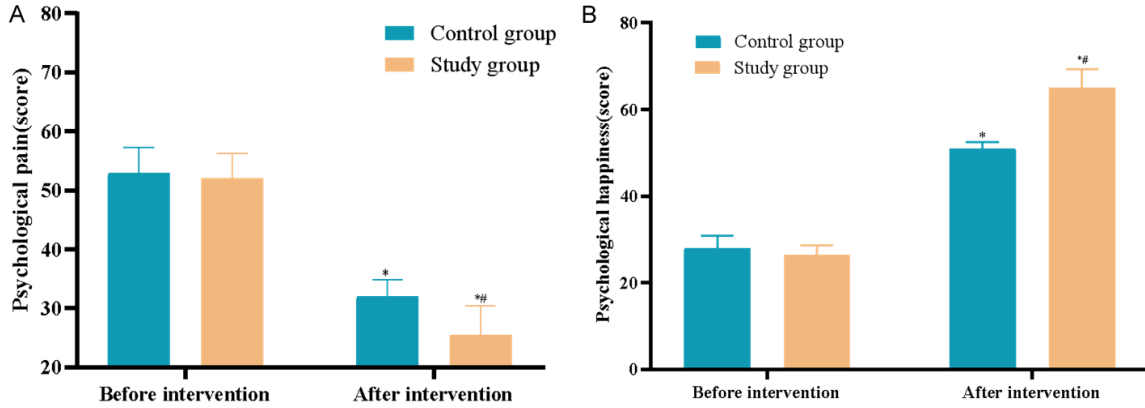 A
Psychological pain(score)
80
70
60
50
40
30
20
Control group
Study group
*
*#
Before intervention
After intervention
B
Psychological happiness(score)
80
60
40
20
0
Control group
Study group
*
*#
Before intervention
After intervention